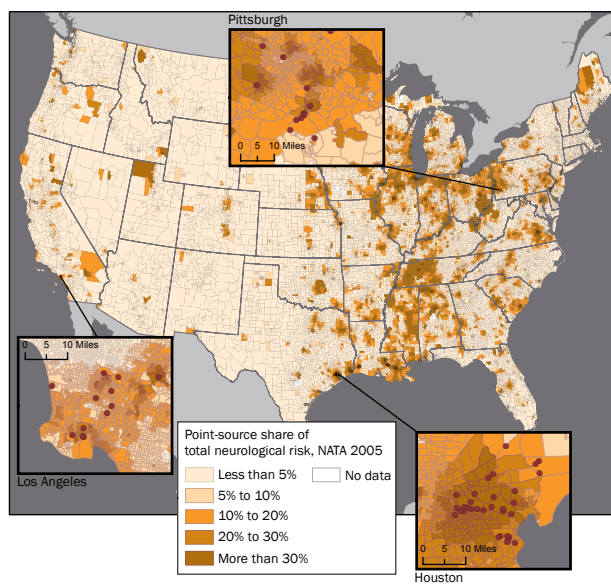 Pittsburgh
0 5 10 Miles
0 5 10 Miles
Los Angeles
Point-source share of
total neurological risk, NATA 2005
Less than 5%
No data
5% to 10%
10% to 20%
20% to 30%
More than 30%
0 5 10 Miles
Houston